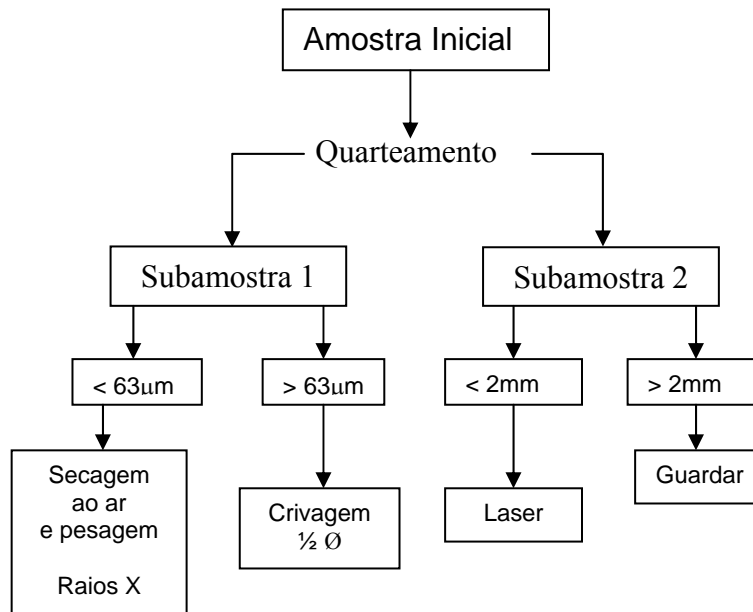 Amostra Inicial
Quarteamento
Subamostra 1
Subamostra 2
< 63μm
> 63μm
< 2mm
> 2mm
Secagem
ao ar
e pesagem
Raios X
Crivagem
½ Ø
Laser
Guardar